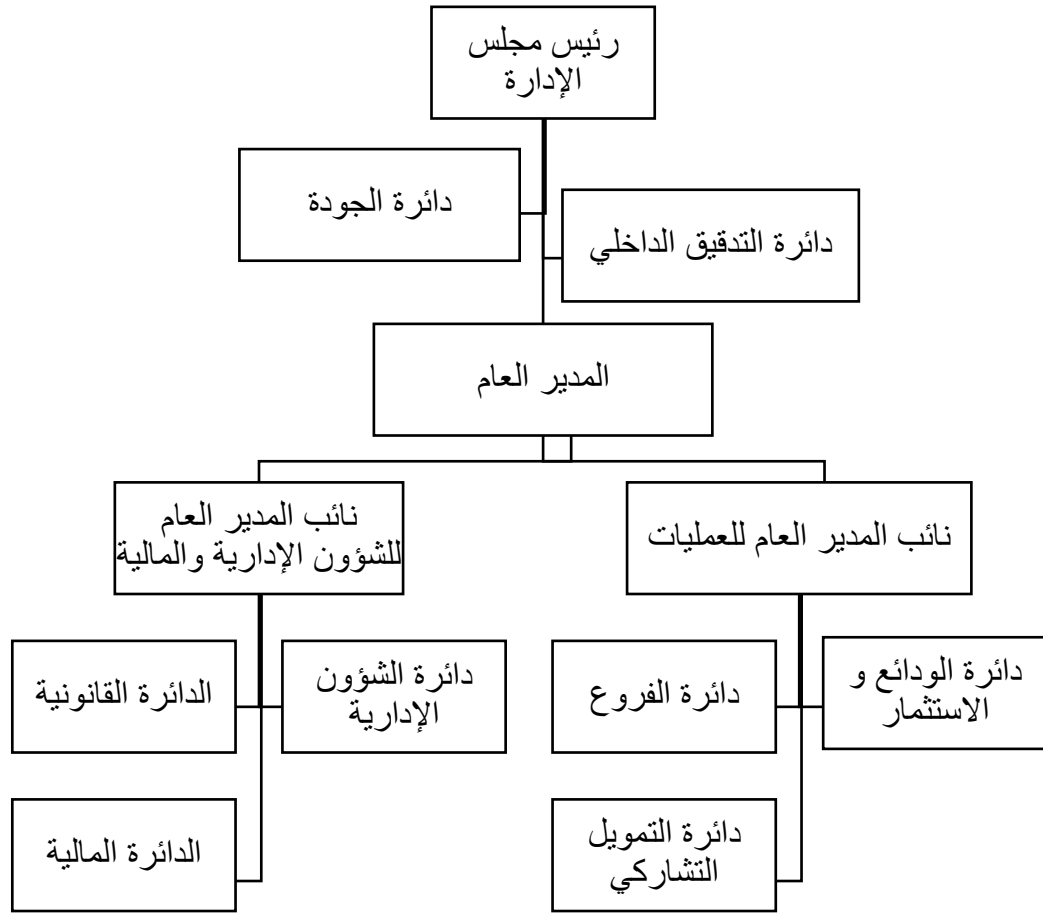 رئيس مجلس
الإدارة
دائرة الجودة
دائرة التدقيق الداخلي
المدير العام
نائب المدير العام للعمليات
نائب المدير العام
للشؤون الإدارية والمالية
دائرة الودائع و
الاستثمار
دائرة الفروع
دائرة الشؤون
الإدارية
الدائرة القانونية
دائرة التمويل
التشاركي
الدائرة المالية